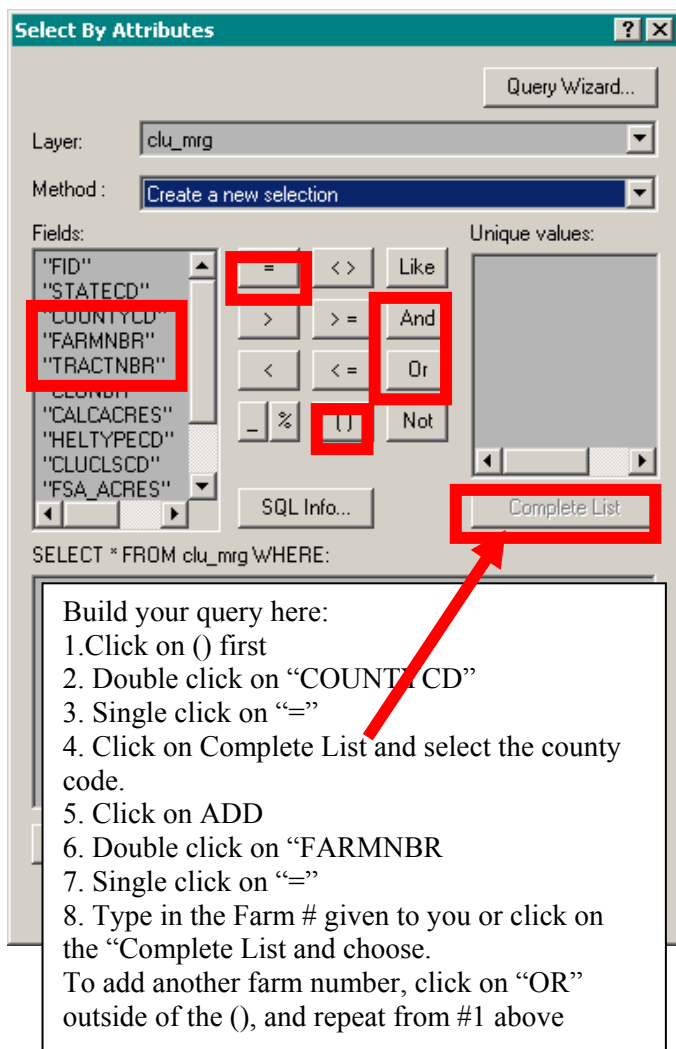 Select By Attributes
Query Wizard...
Layer: clu_mrg
Method : Create a new selection
Fields: Unique values:
"FID"
"STATECD"
"COUNTYCD"
"FARMNBR"
"TRACTNBR"
"CLUNBR"
"CALCACRES"
"HELTYPECD"
"CLUCLSCD"
"FSA_ACRES"
= < > Like
> > = And
< < = Or
_ % ( ) Not
SQL Info... Complete List
SELECT * FROM clu_mrg WHERE:
Build your query here:
1.Click on () first
2. Double click on “COUNTYCD”
3. Single click on “=”
4. Click on Complete List and select the county
code.
5. Click on ADD
6. Double click on “FARMNBR
7. Single click on “=”
8. Type in the Farm # given to you or click on
the “Complete List and choose.
To add another farm number, click on “OR”
outside of the (), and repeat from #1 above